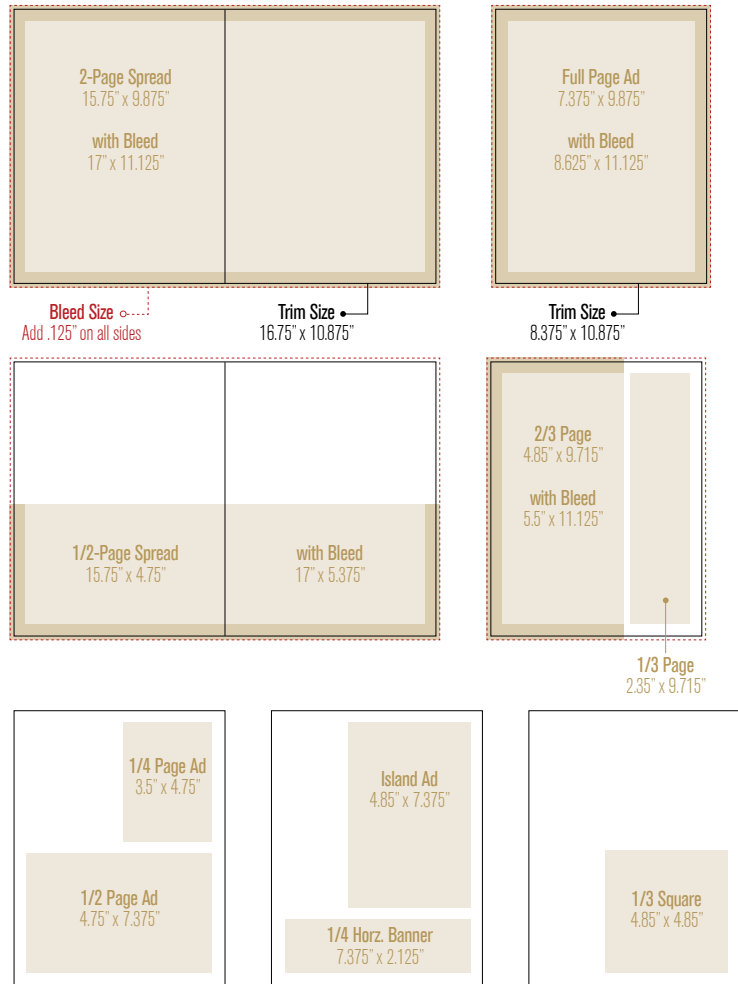 2-Page Spread
15.75” x 9.875”
with Bleed
17” x 11.125”
Full Page Ad
7.375” x 9.875”
with Bleed
8.625” x 11.125”
Bleed Size
Add .125” on all sides
Trim Size
16.75” x 10.875”
Trim Size
8.375” x 10.875”
1/2-Page Spread
15.75” x 4.75”
with Bleed
17” x 5.375”
2/3 Page
4.85” x 9.715”
with Bleed
5.5” x 11.125”
1/3 Page
2.35” x 9.715”
1/4 Page Ad
3.5” x 4.75”
1/2 Page Ad
4.75” x 7.375”
Island Ad
4.85” x 7.375”
1/4 Horz. Banner
7.375” x 2.125”
1/3 Square
4.85” x 4.85”